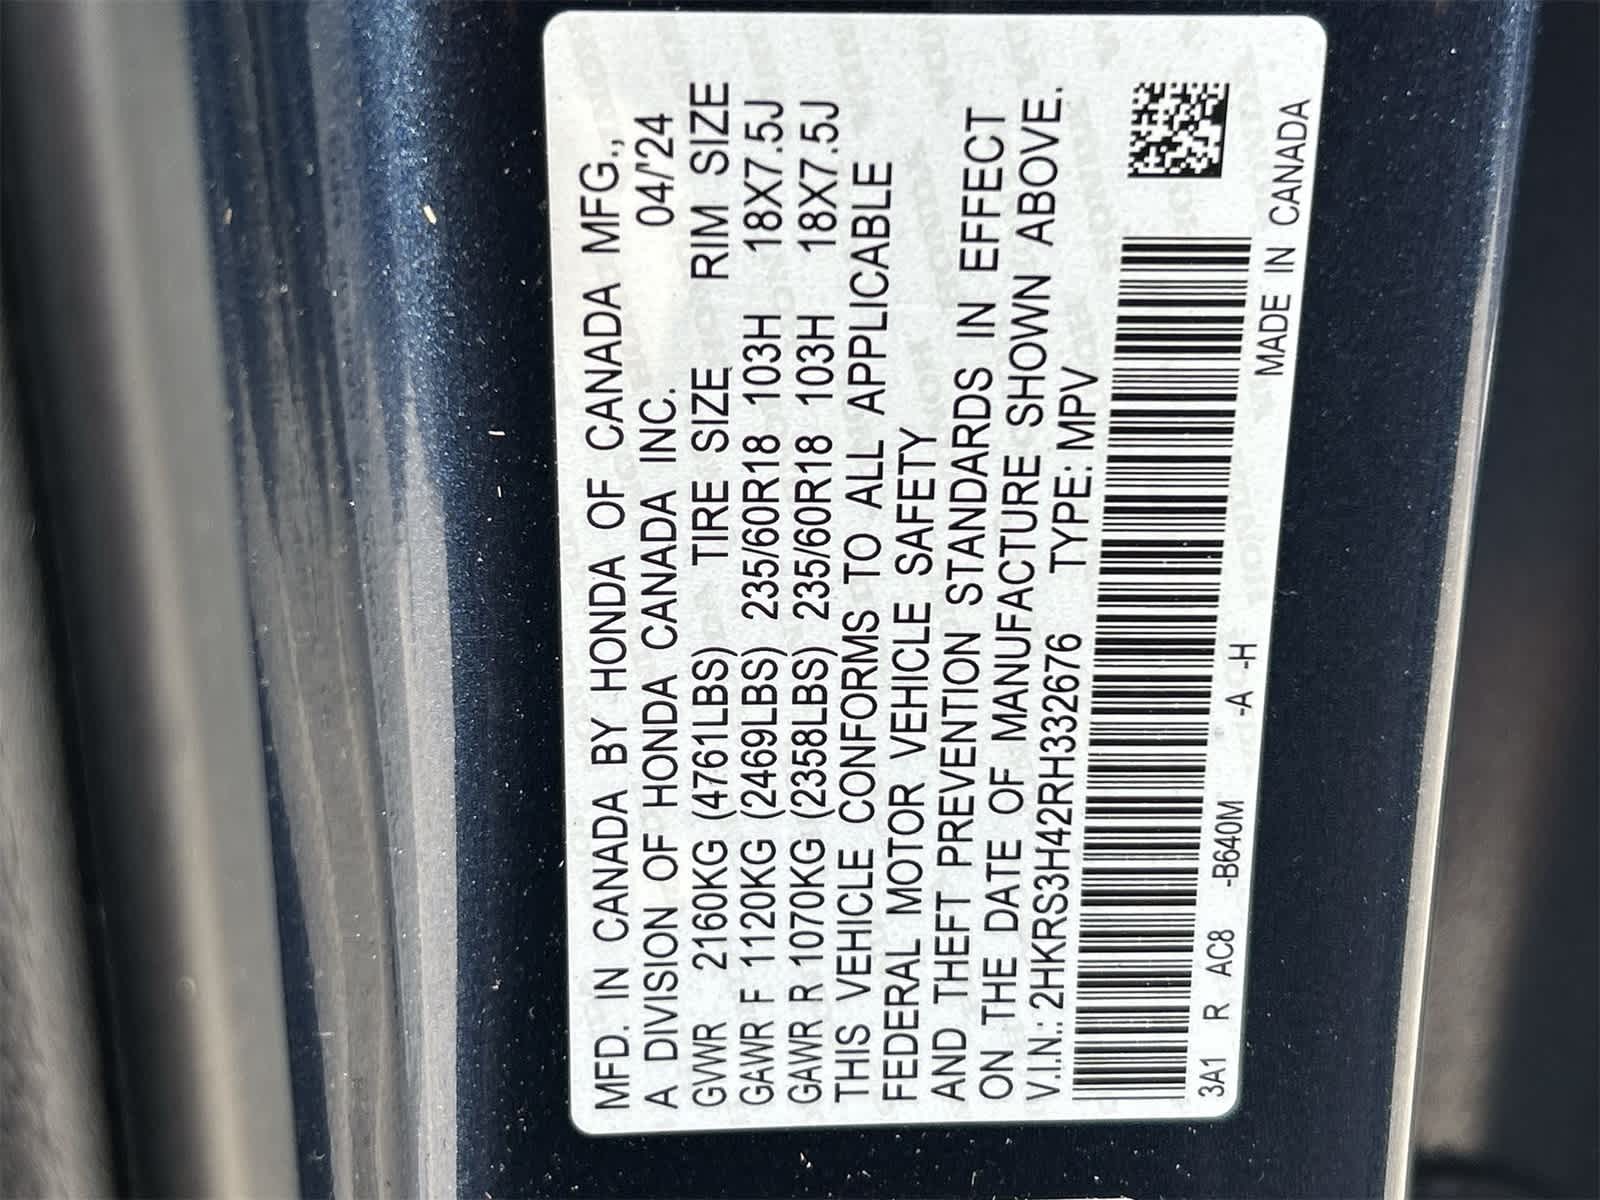 MFD. IN CANADA BY HONDA OF CANADA MFG.,
A DIVISION OF HONDA CANADA INC. 04/'24
GVWR 2160KG (4761LBS) TIRE SIZE RIM SIZE
GAWR F 1120KG (2469LBS) 235/60R18 103H 18X7.5J
GAWR R 1070KG (2358LBS) 235/60R18 103H 18X7.5J
THIS VEHICLE CONFORMS TO ALL APPLICABLE
FEDERAL MOTOR VEHICLE SAFETY
AND THEFT PREVENTION STANDARDS IN EFFECT
ON THE DATE OF MANUFACTURE SHOWN ABOVE.
V.I.N.: 2HKRS3H42RH332676 TYPE: MPV
3A1 R AC8 -B640M -A -H
MADE IN CANADA